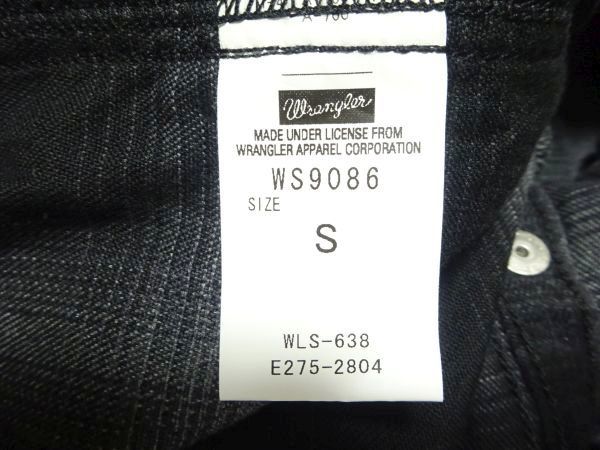 Wrangler
MADE UNDER LICENSE FROM
WRANGLER APPAREL CORPORATION
WS9086
SIZE
S
WLS-638
E275-2804